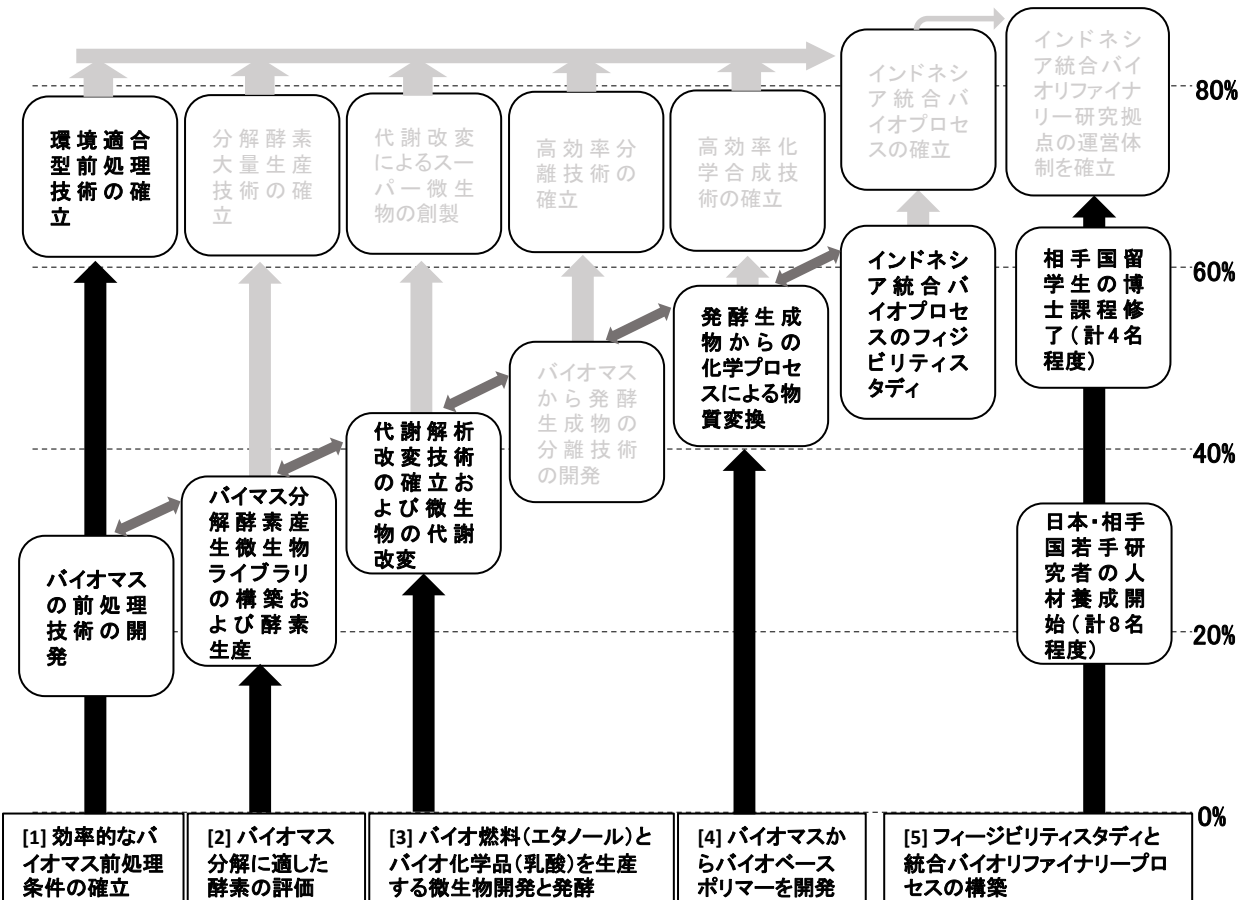 環境適合
型前処理
技術の確
立
分解酵素
大量生産
技術の確
立
代謝改変
によるスー
パー微生
物の創製
高効率分
離技術の
確立
高効率化
学合成技
術の確立
インドネシ
ア統合バ
イオプロセ
スの確立
インドネシ
ア統合バイ
オリファイナ
リー研究拠
点の運営体
制を確立
80%
バイオマス
の前処理
技術の開
発
バイマス分
解酵素産
生微生物
ライブラリ
の構築お
よび酵素
生産
代謝解析
改変技術
の確立お
よび微生
物の代謝
改変
バイオマス
から発酵
生成物の
分離技術
の開発
発酵生成
物からの
化学プロセ
スによる物
質変換
インドネシ
ア統合バ
イオプロセ
スのフィジ
ビリティス
タディ
相手国留
学生の博
士課程修
了(計4名
程度)
60%
40%
日本・相手
国若手研
究者の人
材養成開
始(計8名
程度)
20%
0%
[1] 効率的なバ
イオマス前処理
条件の確立
[2] バイオマス
分解に適した
酵素の評価
[3] バイオ燃料(エタノール)と
バイオ化学品(乳酸)を生産
する微生物開発と発酵
[4] バイオマスか
らバイオベース
ポリマーを開発
[5] フィージビリティスタディと
統合バイオリファイナリープロ
セスの構築